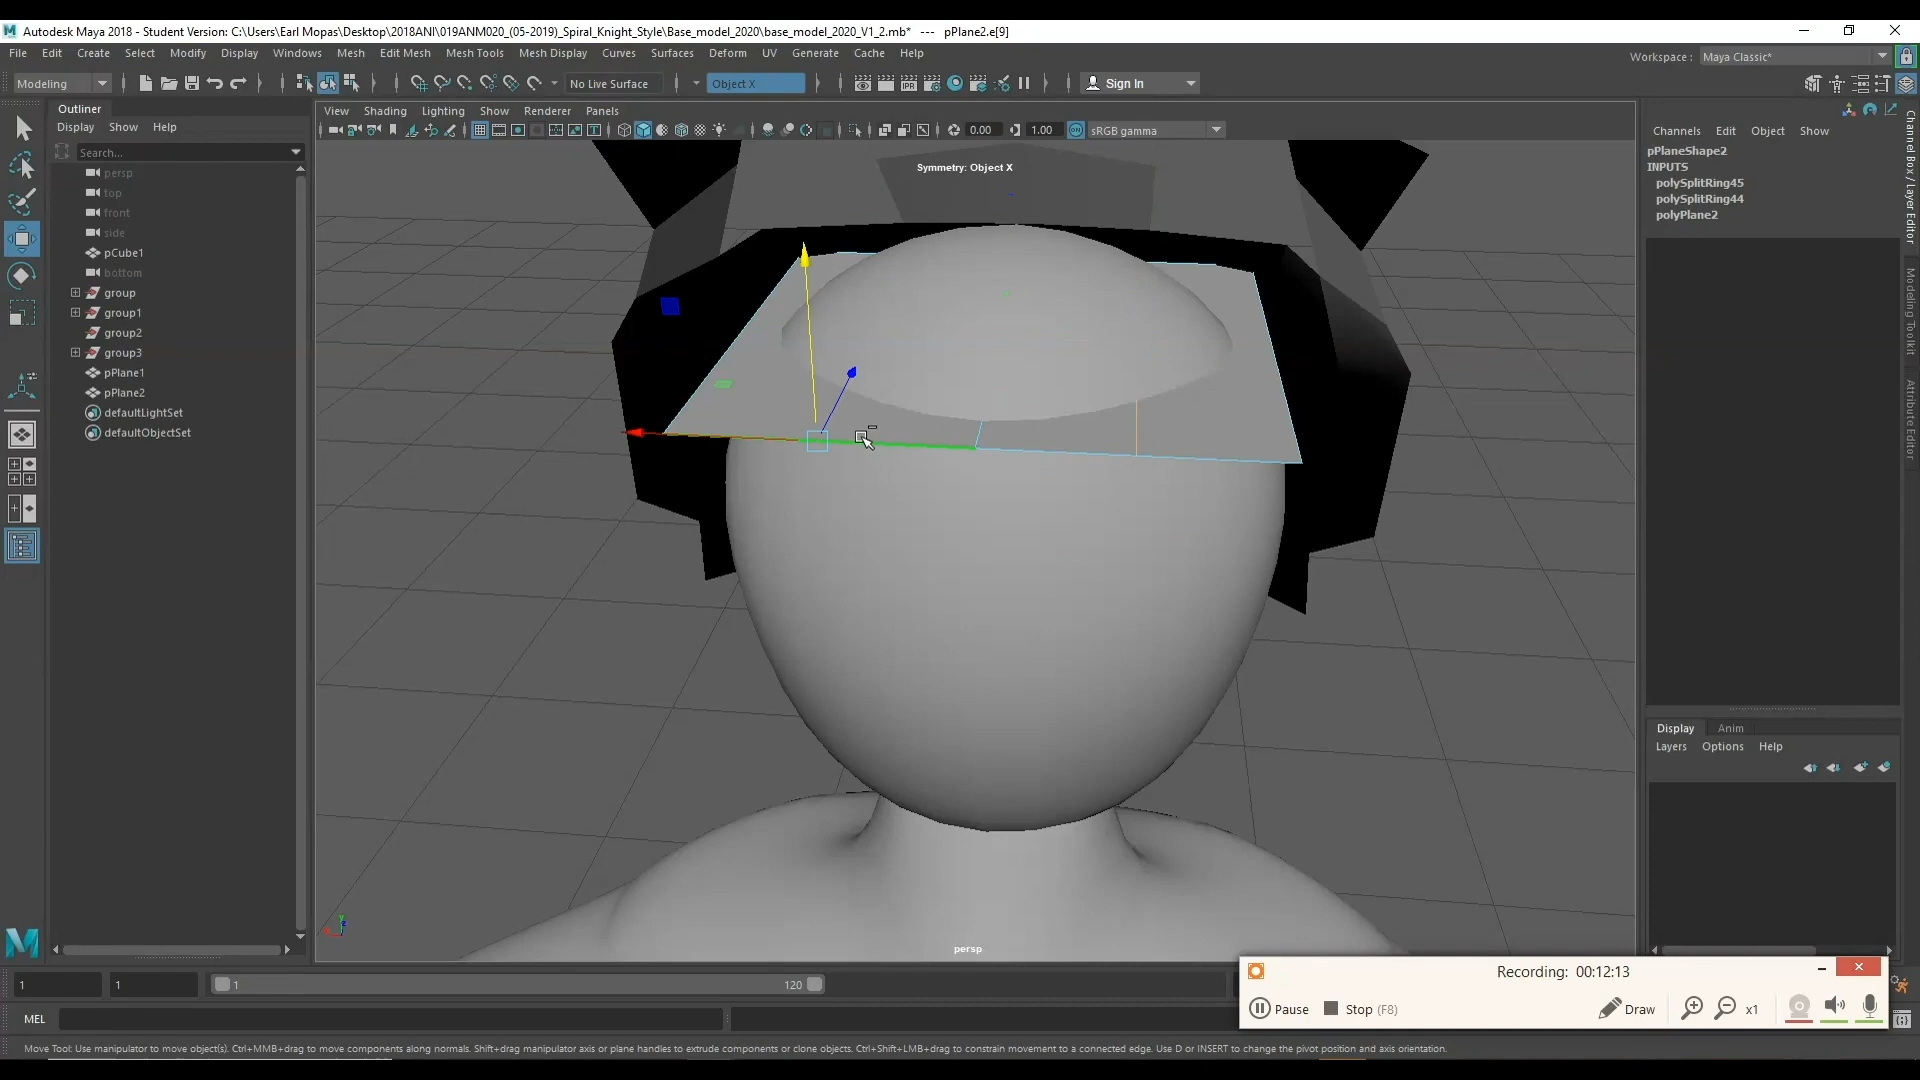 Autodesk Maya 2018 - Student Version: C:\Users\Earl Mopas\Desktop\2018ANI\019ANM020_(05-2019)_Spiral_Knight_Style\Base_model_2020\base_model_2020_V1_2.mb* --- pPlane2.e[9]
File Edit Create Select Modify Display Windows Mesh Edit Mesh Mesh Tools Mesh Display Curves Surfaces Deform UV Generate Cache Help
Workspace : Maya Classic*
Modeling No Live Surface Object X Sign In
Outliner
Display Show Help
Search...
persp
top
front
side
pCube1
bottom
group
group1
group2
group3
pPlane1
pPlane2
defaultLightSet
defaultObjectSet
View Shading Lighting Show Renderer Panels
0.00 1.00 sRGB gamma
Symmetry: Object X
persp
Channels Edit Object Show
pPlaneShape2
INPUTS
polySplitRing45
polySplitRing44
polyPlane2
Channel Box / Layer Editor
Modeling Toolkit
Attribute Editor
Display Anim
Layers Options Help
1 1 1 120
Recording: 00:12:13
Pause Stop (F8) Draw x1
MEL
Move Tool: Use manipulator to move object(s). Ctrl+MMB+drag to move components along normals. Shift+drag manipulator axis or plane handles to extrude components or clone objects. Ctrl+Shift+LMB+drag to constrain movement to a connected edge. Use D or INSERT to change the pivot position and axis orientation.